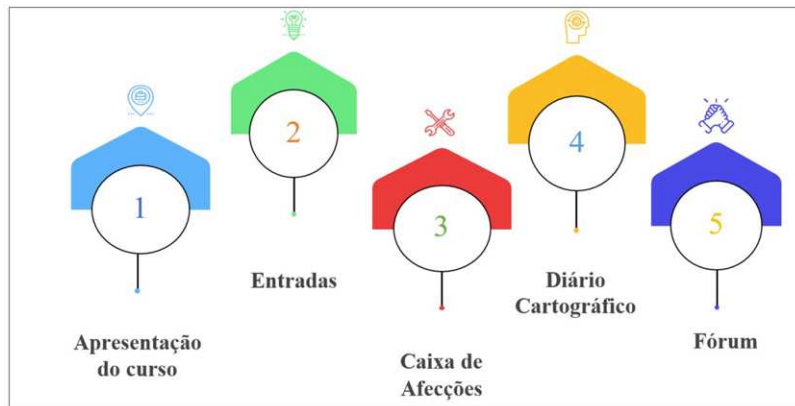 1
Apresentação
do curso
2
Entradas
3
Caixa de
Afecções
4
Diário
Cartográfico
5
Fórum